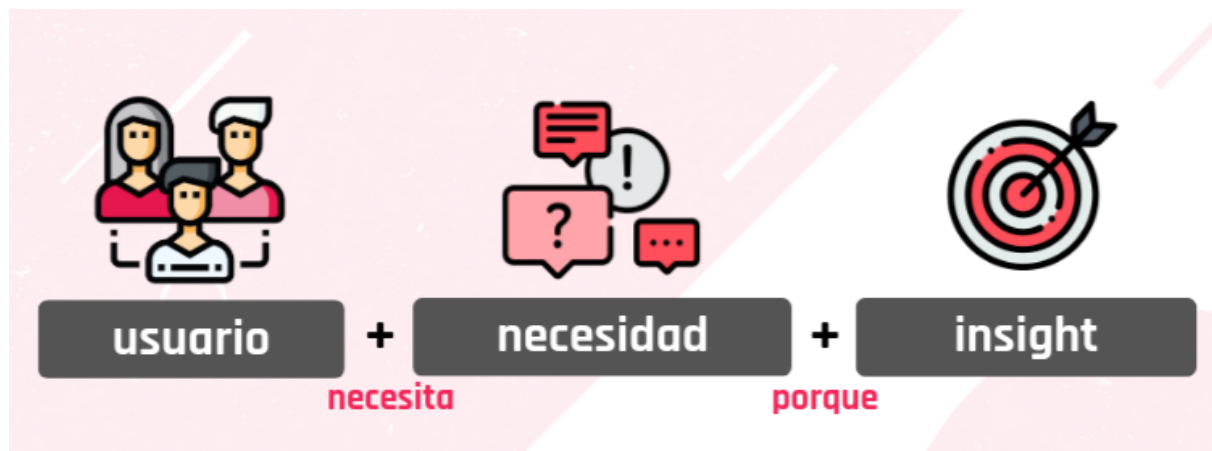 usuario + necesidad + insight
necesita porque